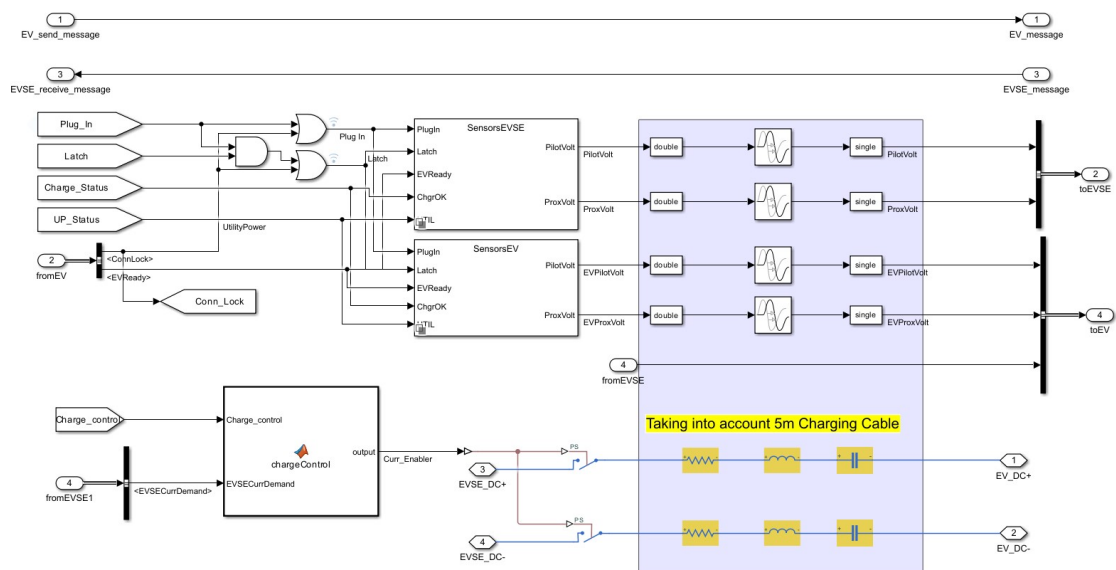 1
EV_send_message
1
EV_message
3
EVSE_receive_message
3
EVSE_message
Plug_In
Latch
Charge_Status
UP_Status
UtilityPower
Plug In
Latch
SensorsEVSE
PlugIn
Latch
EVReady
ChrgOK
TIL
PilotVolt
ProxVolt
PilotVolt
ProxVolt
double
double
single
single
PilotVolt
ProxVolt
2
toEVSE
2
fromEV
<ConnLock>
<EVReady>
Conn_Lock
SensorsEV
PlugIn
Latch
EVReady
ChrgOK
TIL
PilotVolt
ProxVolt
EVPilotVolt
EVProxVolt
double
double
single
single
EVPilotVolt
EVProxVolt
4
toEV
4
fromEVSE
Charge_control
4
fromEVSE1
<EVSECurrDemand>
Charge_control
EVSECurrDemand
chargeControl
output
Curr_Enabler
Taking into account 5m Charging Cable
PS
3
EVSE_DC+
+ -
+ -
+ -
1
EV_DC+
PS
4
EVSE_DC-
+ -
+ -
+ -
2
EV_DC-